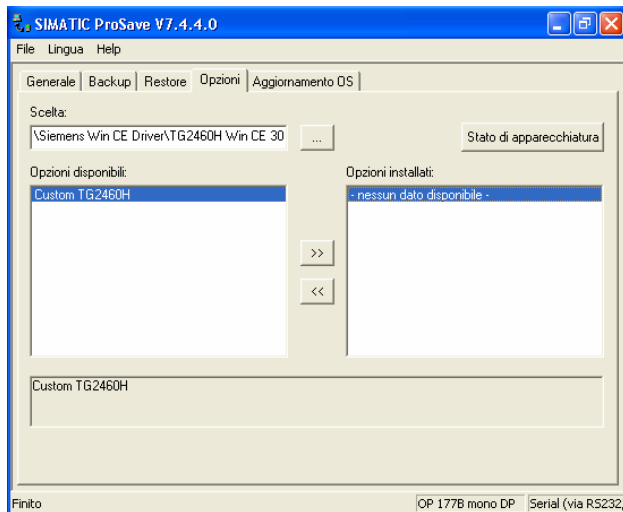 SIMATIC ProSave V7.4.4.0
File Lingua Help
Generale Backup Restore Opzioni Aggiornamento OS
Scelta:
\Siemens Win CE Driver\TG2460H Win CE 30 ... Stato di apparecchiatura
Opzioni disponibili: Opzioni installati:
Custom TG2460H - nessun dato disponibile -
>>
<<
Custom TG2460H
Finito OP 177B mono DP Serial (via RS232,